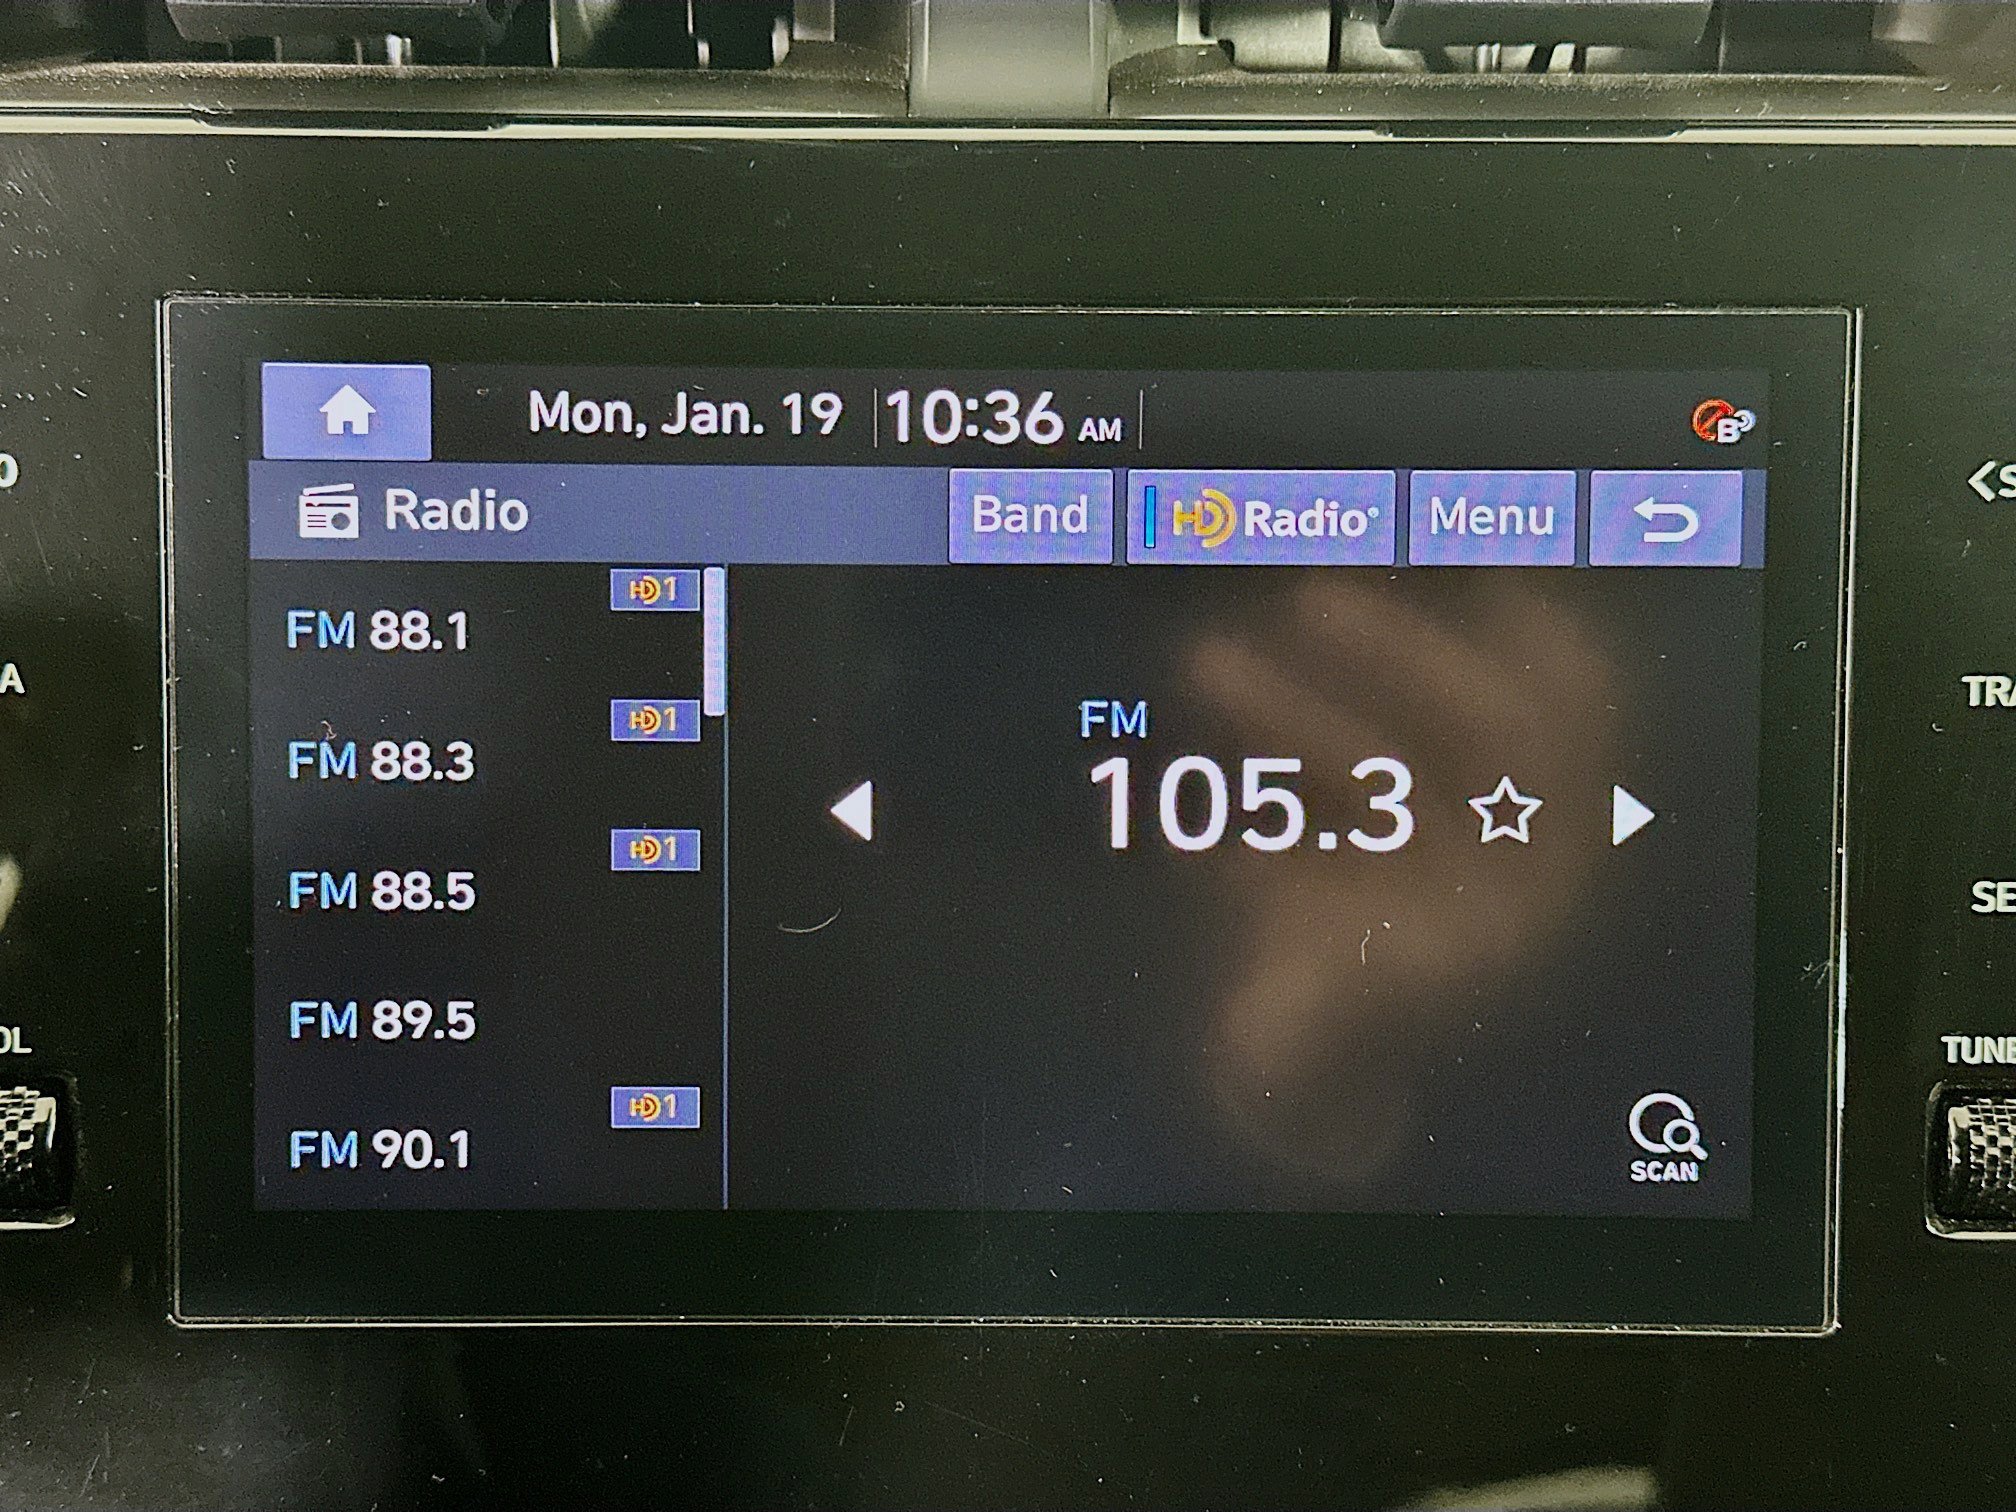 Mon, Jan. 19 10:36 AM
B
Radio Band HD Radio® Menu
HD1
FM 88.1
HD1
FM 88.3
HD1
FM 88.5
FM 89.5
HD1
FM 90.1
FM
105.3
SCAN
TUNE